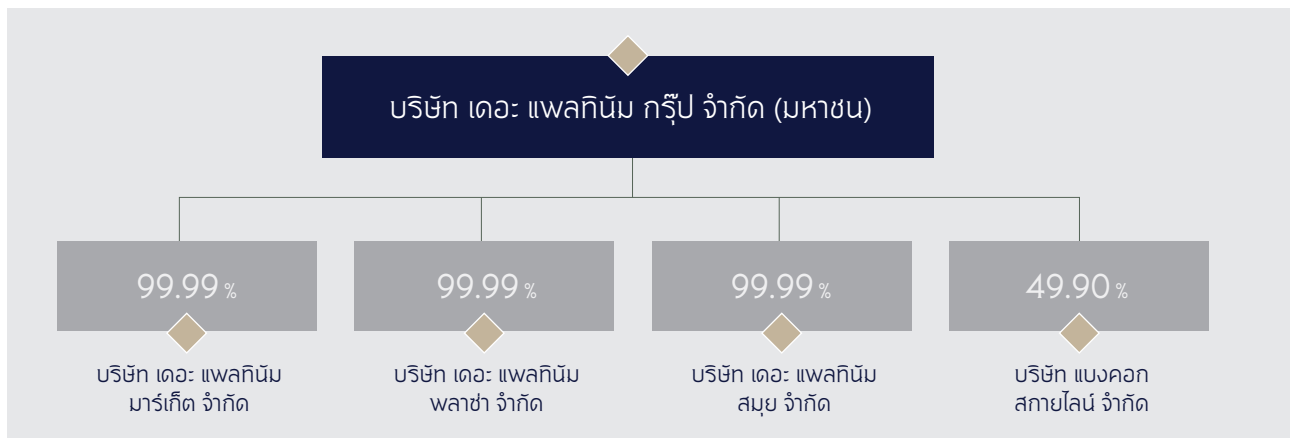 บริษัท เดอะ แพลทินัม กรุ๊ป จำกัด (มหาชน)
99.99 %
99.99 %
99.99 %
49.90 %
บริษัท เดอะ แพลทินัม
มาร์เก็ต จำกัด
บริษัท เดอะ แพลทินัม
พลาซ่า จำกัด
บริษัท เดอะ แพลทินัม
สมุย จำกัด
บริษัท แบงคอก
สกายไลน์ จำกัด